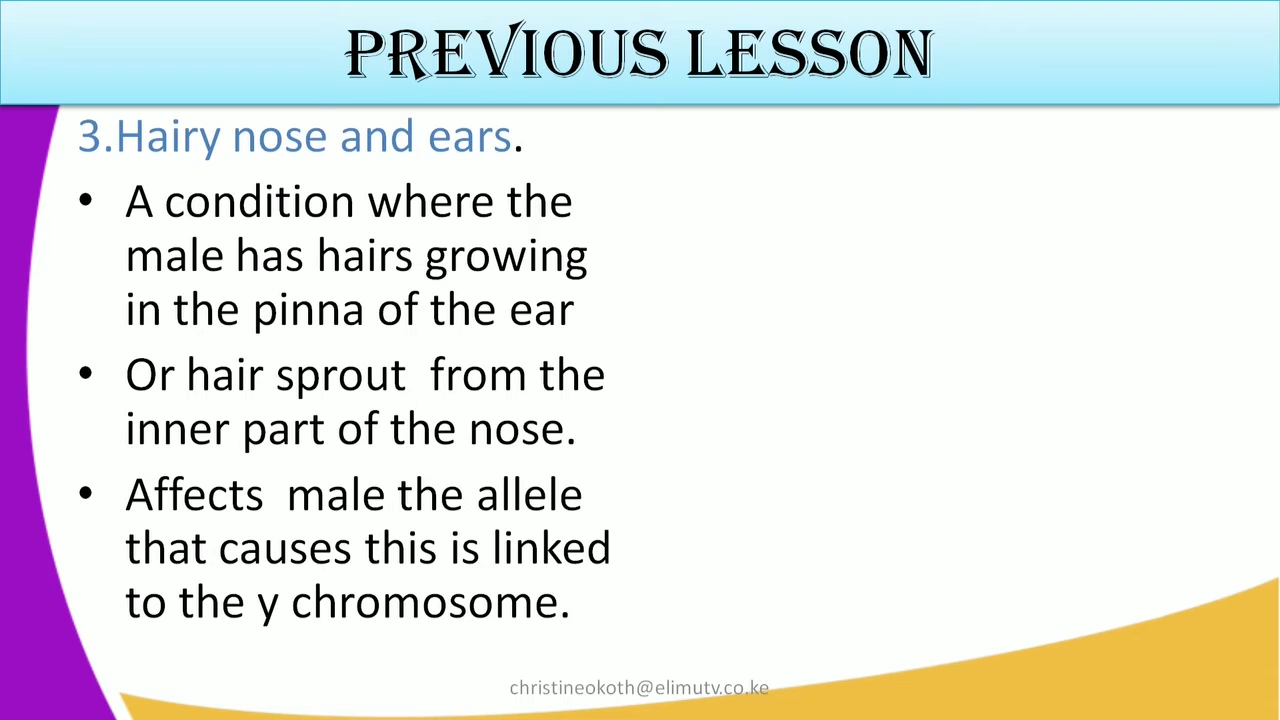 PREVIOUS LESSON
3.Hairy nose and ears.
• A condition where the
male has hairs growing
in the pinna of the ear
• Or hair sprout  from the
inner part of the nose.
• Affects  male the allele
that causes this is linked
to the y chromosome.
christineokoth@elimutv.co.ke